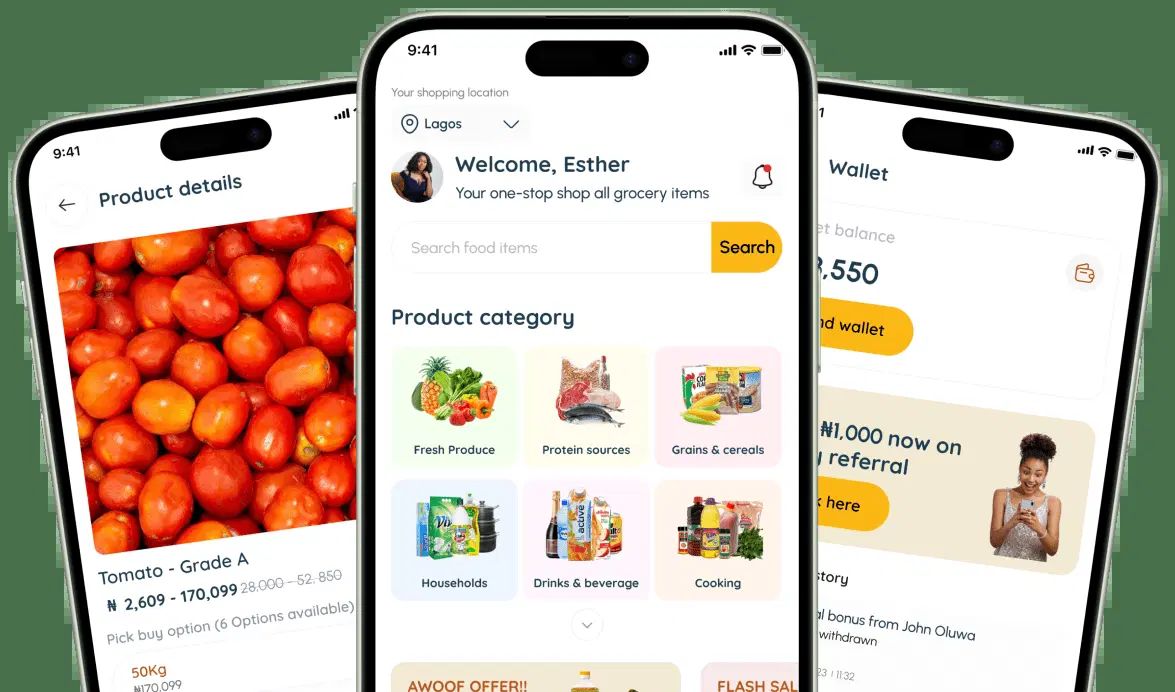 9:41
Product details
Tomato - Grade A
₦ 2,609 - 170,099 28.000 - 52. 850
Pick buy option (6 Options available)
50Kg
₦170,099
9:41
Your shopping location
Lagos
Welcome, Esther
Your one-stop shop all grocery items
Search food items
Search
Product category
Fresh Produce
Protein sources
Grains & cereals
Households
Drinks & beverage
Cooking
AWOOF OFFER!!
FLASH SAL
Wallet
et balance
,550
nd wallet
₦1,000 now on
referral
here
story
al bonus from John Oluwa
withdrawn
23 | 11:32
active